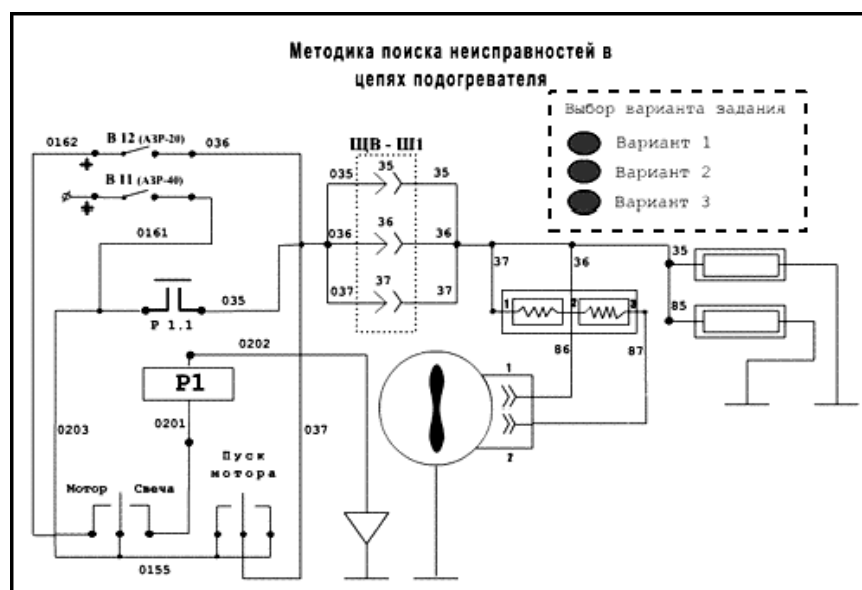 Методика поиска неисправностей в
цепях подогревателя
Выбор варианта задания
Вариант 1
Вариант 2
Вариант 3
0162
В 12 (АЗР-20)
036
ЩВ - Ш1
В 11 (АЗР-40)
035
35
35
0161
036
36
36
37
36
35
037
37
37
035
Р 1.1
1
2
3
85
0202
86
87
Р1
1
0203
0201
037
2
Пуск
мотора
Мотор
Свеча
0155